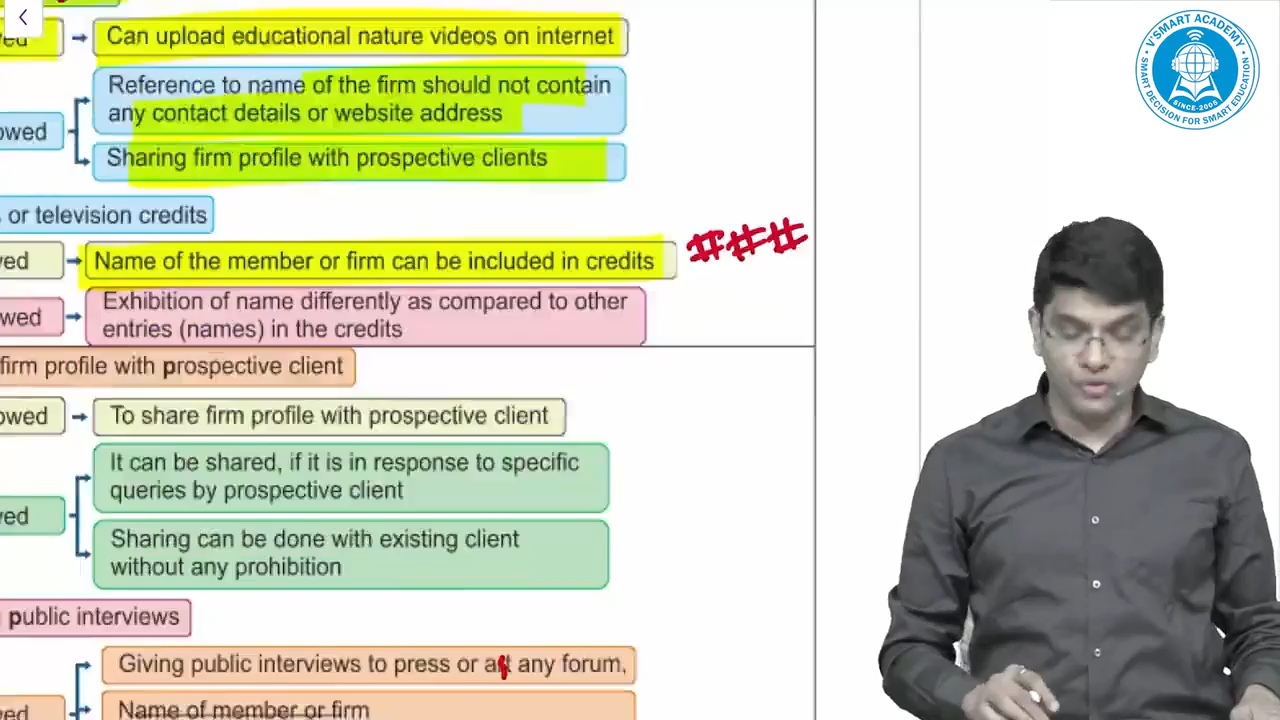 wed
Can upload educational nature videos on internet
Reference to name of the firm should not contain
any contact details or website address
owed
Sharing firm profile with prospective clients
s or television credits
wed
Name of the member or firm can be included in credits
###
Exhibition of name differently as compared to other
entries (names) in the credits
wed
firm profile with prospective client
owed
To share firm profile with prospective client
It can be shared, if it is in response to specific
queries by prospective client
wed
Sharing can be done with existing client
without any prohibition
public interviews
Giving public interviews to press or at any forum,
Name of member or firm
wed
V'SMART ACADEMY
SINCE-2005
SMART DECISION FOR SMART EDUCATION